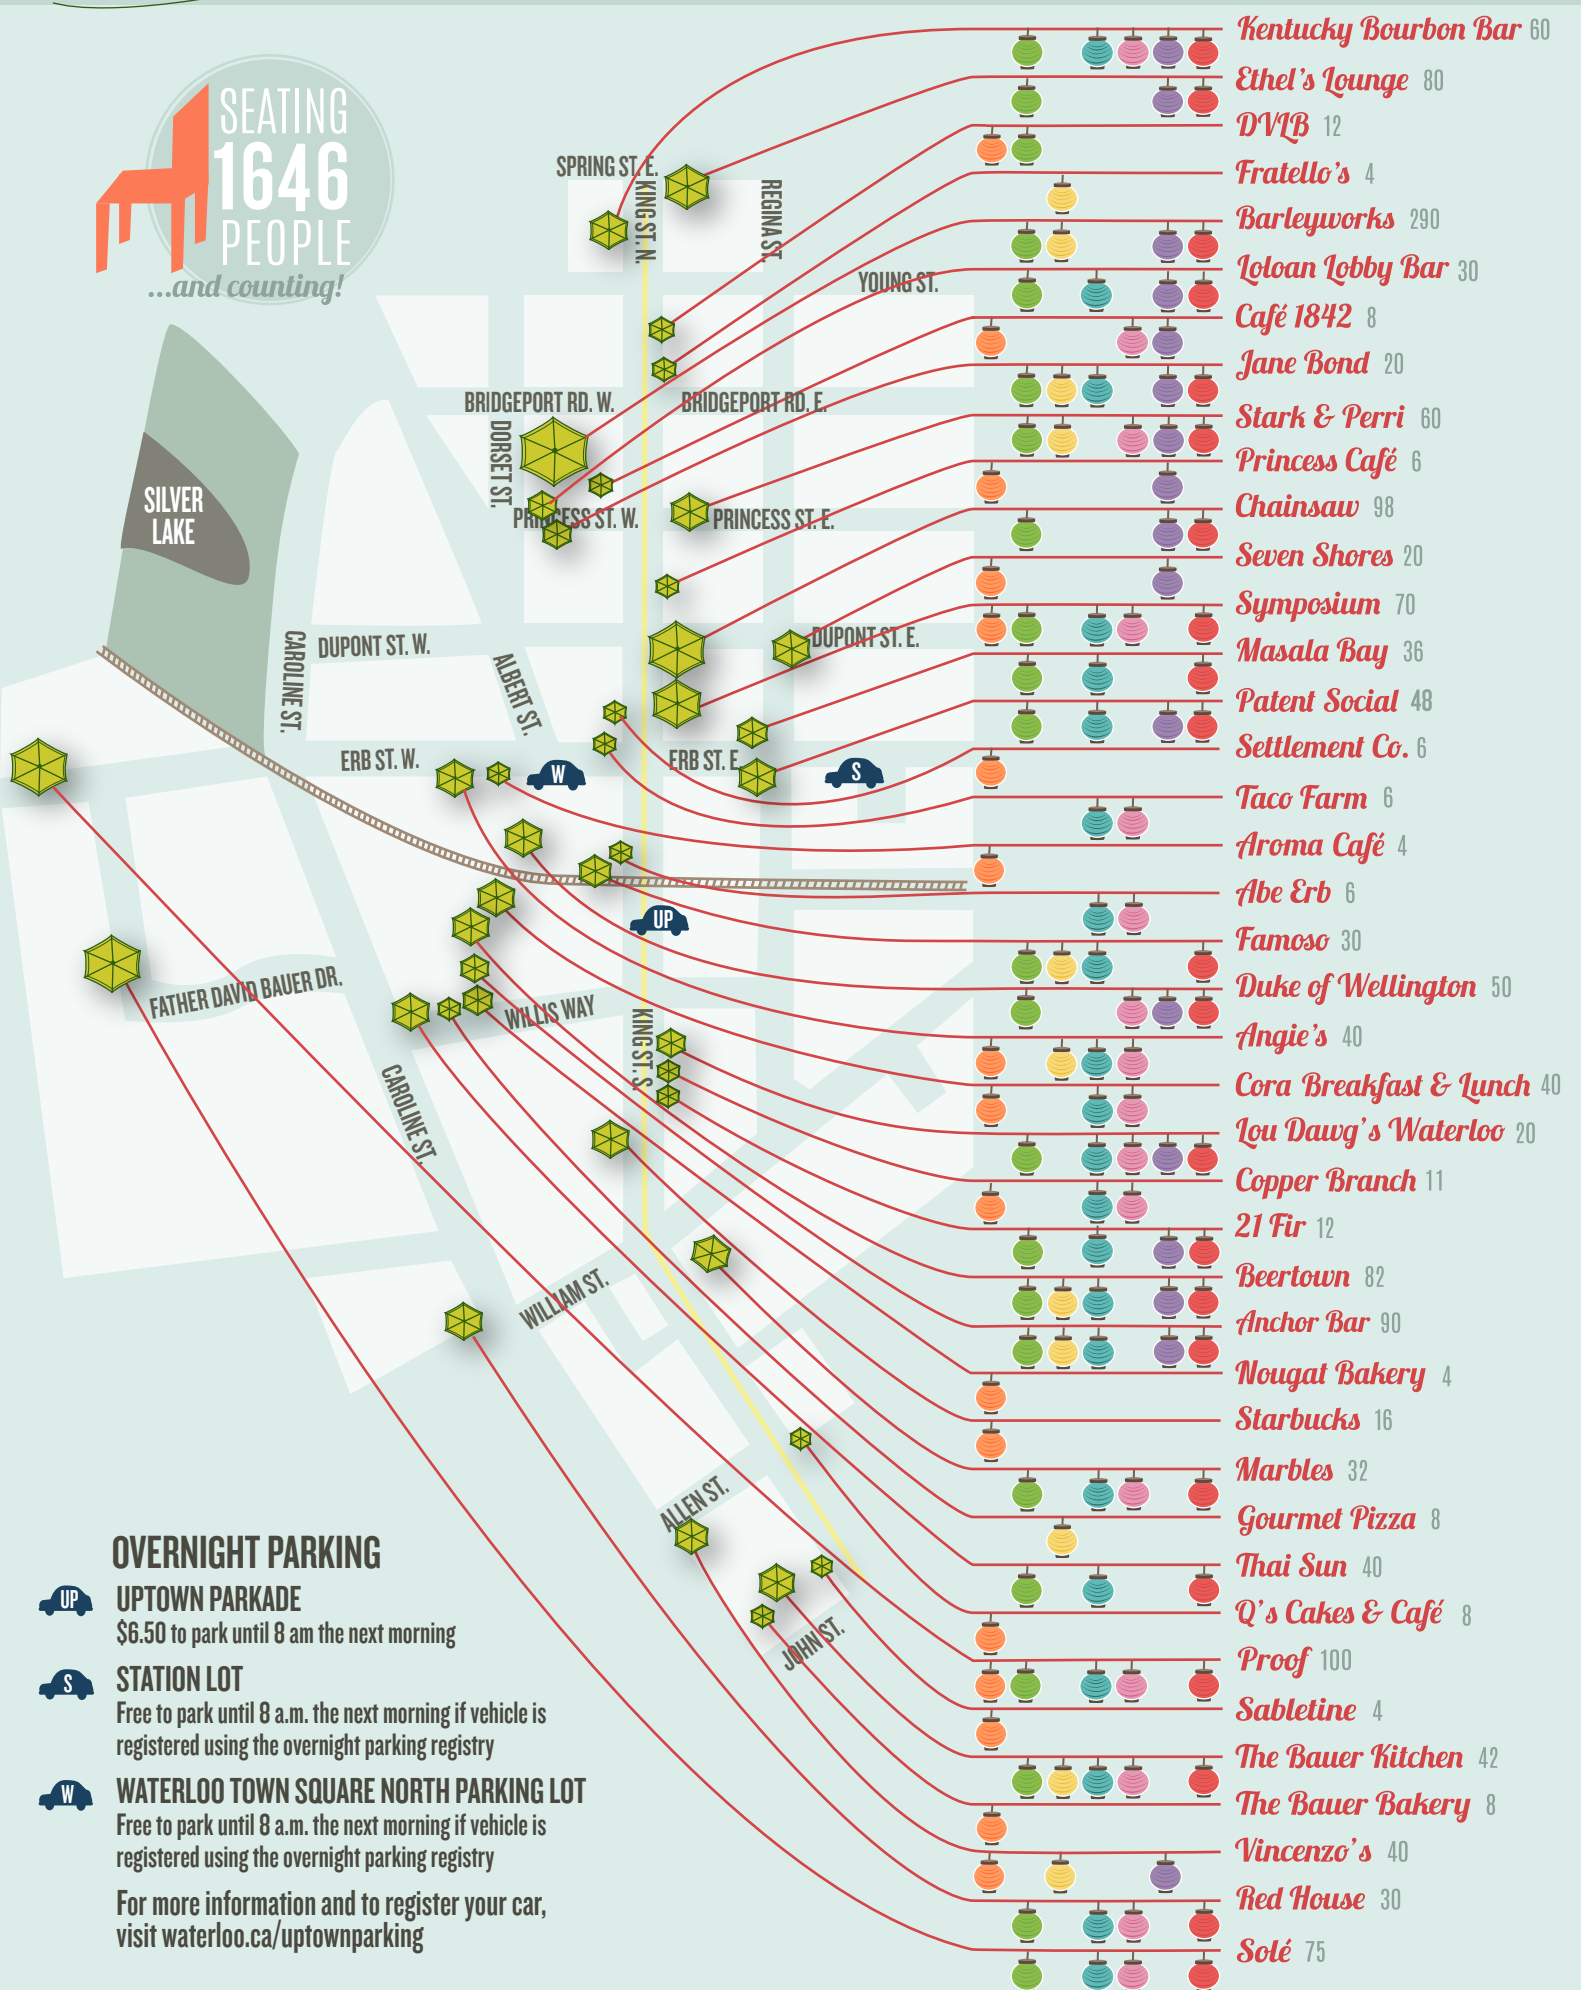 SEATING
1646
PEOPLE
...and counting!
Kentucky Bourbon Bar 60
Ethel's Lounge 80
DVLB 12
Fratello's 4
Barleyworks 290
Loloan Lobby Bar 30
Café 1842 8
Jane Bond 20
Stark & Perri 60
Princess Café 6
Chainsaw 98
Seven Shores 20
Symposium 70
Masala Bay 36
Patent Social 48
Settlement Co. 6
Taco Farm 6
Aroma Café 4
Abe Erb 6
Famoso 30
Duke of Wellington 50
Angie's 40
Cora Breakfast & Lunch 40
Lou Dawg's Waterloo 20
Copper Branch 11
21 Fir 12
Beertown 82
Anchor Bar 90
Nougat Bakery 4
Starbucks 16
Marbles 32
Gourmet Pizza 8
Thai Sun 40
Q's Cakes & Café 8
Proof 100
Sabletine 4
The Bauer Kitchen 42
The Bauer Bakery 8
Vincenzo's 40
Red House 30
Solé 75
SPRING ST. E.
KING ST. N.
REGINA ST.
YOUNG ST.
BRIDGEPORT RD. W.
BRIDGEPORT RD. E.
DORSET ST.
PRINCESS ST. W.
PRINCESS ST. E.
SILVER
LAKE
CAROLINE ST.
DUPONT ST. W.
DUPONT ST. E.
ALBERT ST.
ERB ST. W.
W
ERB ST. E.
S
UP
FATHER DAVID BAUER DR.
WILLIS WAY
KING ST. S.
CAROLINE ST.
WILLIAM ST.
ALLEN ST.
JOHN ST.
OVERNIGHT PARKING
UP
UPTOWN PARKADE
$6.50 to park until 8 am the next morning
S
STATION LOT
Free to park until 8 a.m. the next morning if vehicle is
registered using the overnight parking registry
W
WATERLOO TOWN SQUARE NORTH PARKING LOT
Free to park until 8 a.m. the next morning if vehicle is
registered using the overnight parking registry
For more information and to register your car,
visit waterloo.ca/uptownparking